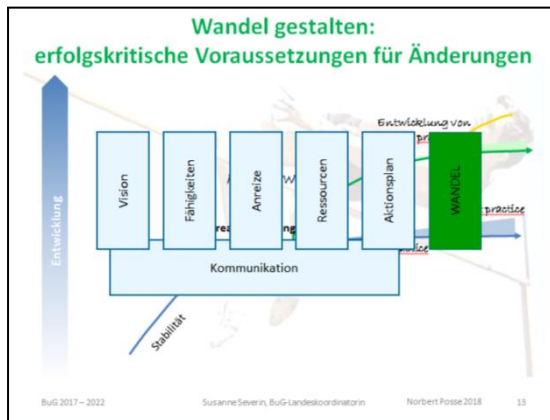 Wandel gestalten:
erfolgskritische Voraussetzungen für Änderungen
Entwicklung
Entwicklung von
Vision
Fähigkeiten
Anreize
Ressourcen
Aktionsplan
WANDEL
practice
Kommunikation
Stabilität
BuG 2017 – 2022
Susanne Severin, BuG-Landeskoordinatorin
Norbert Posse 2018
13